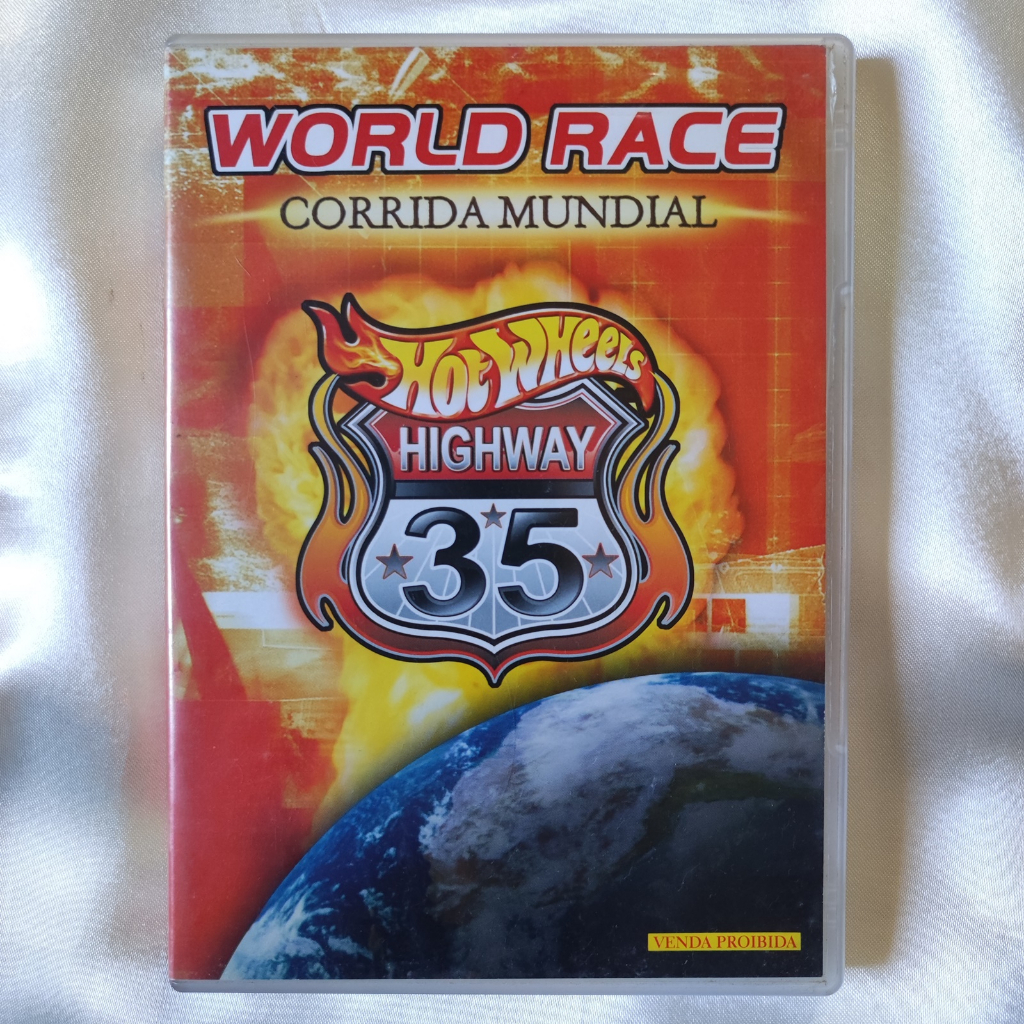 WORLD RACE
CORRIDA MUNDIAL
HOT WHEELS
HIGHWAY
35
VENDA PROIBIDA